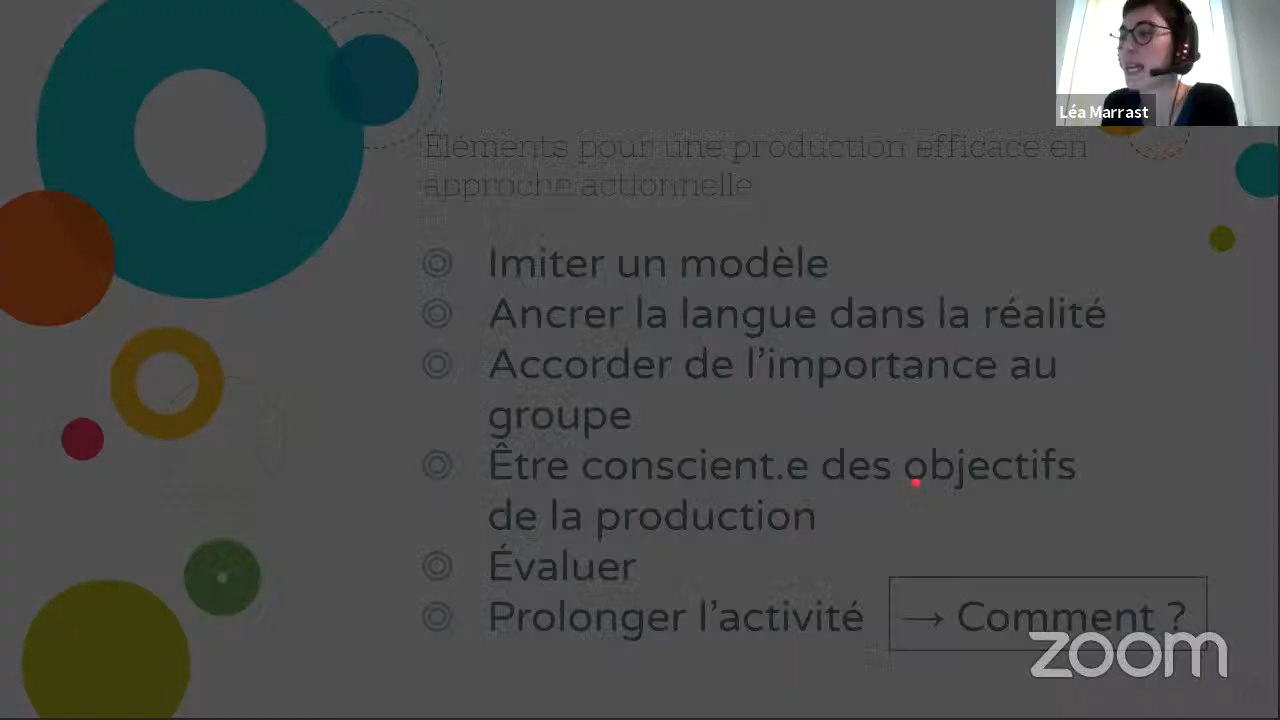 Léa Marrast
Eléments pour une production efficace en
approche actionnelle
Imiter un modèle
Ancrer la langue dans la réalité
Accorder de l’importance au
groupe
Être conscient.e des objectifs
de la production
Évaluer
Prolonger l’activité
→ Comment ?
zoom